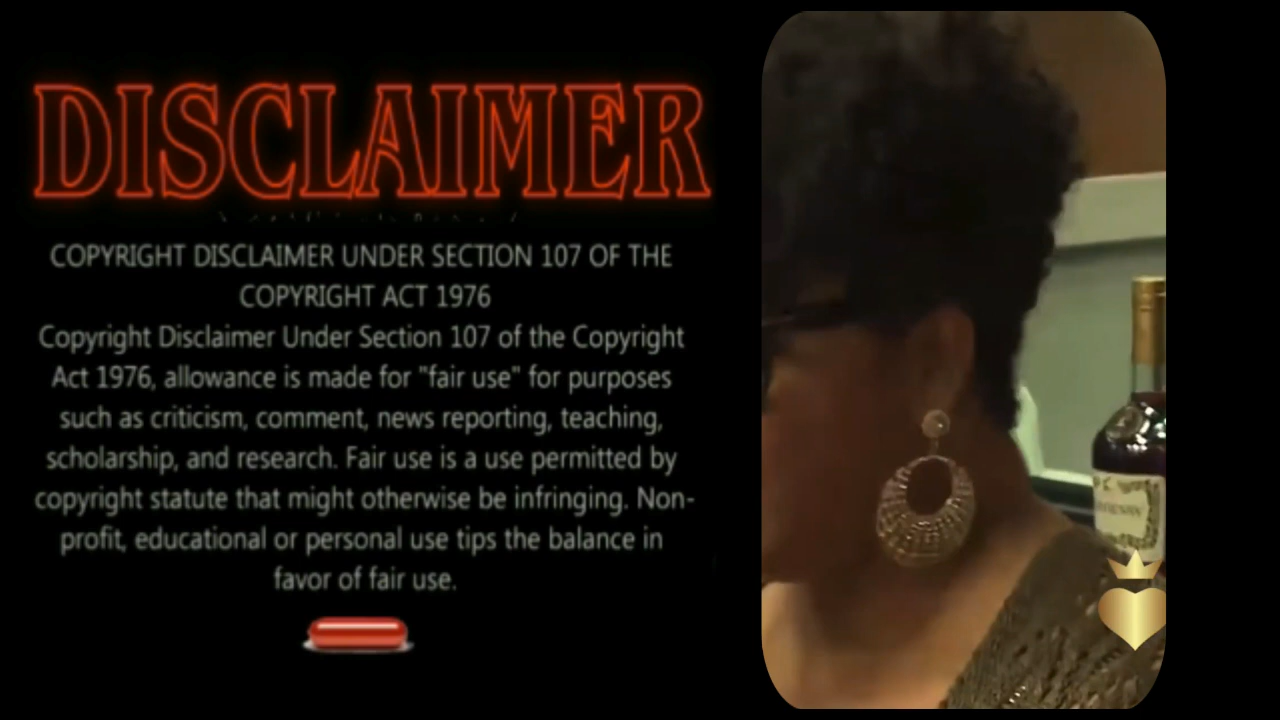 DISCLAIMER
COPYRIGHT DISCLAIMER UNDER SECTION 107 OF THE
COPYRIGHT ACT 1976
Copyright Disclaimer Under Section 107 of the Copyright
Act 1976, allowance is made for "fair use" for purposes
such as criticism, comment, news reporting, teaching,
scholarship, and research. Fair use is a use permitted by
copyright statute that might otherwise be infringing. Non-
profit, educational or personal use tips the balance in
favor of fair use.